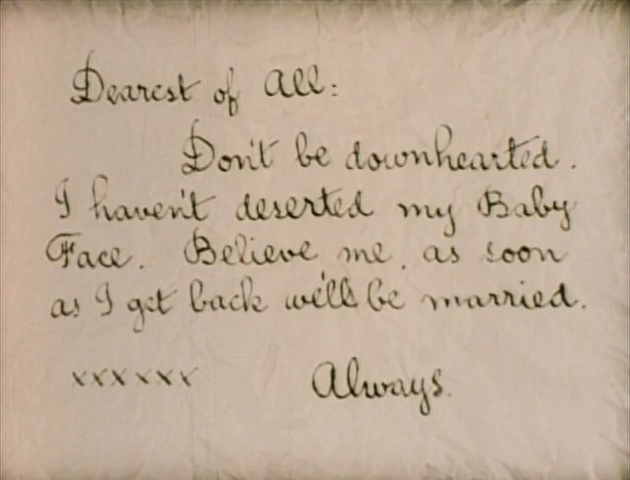 Dearest of All:
Don't be downhearted.
I haven't deserted my Baby
Face. Believe me, as soon
as I get back we'll be married.
xxxxxx Always.